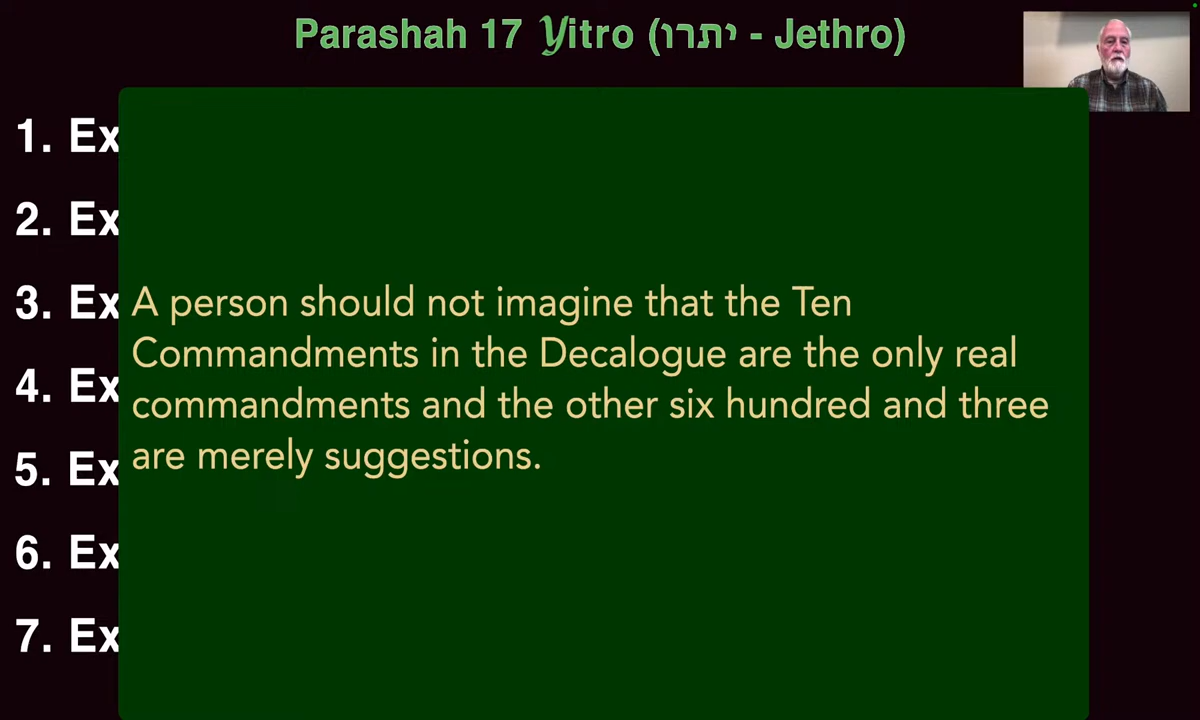 Parashah 17 Yitro (יתרו - Jethro)
1. Ex
2. Ex
3. Ex
4. Ex
5. Ex
6. Ex
7. Ex
A person should not imagine that the Ten
Commandments in the Decalogue are the only real
commandments and the other six hundred and three
are merely suggestions.